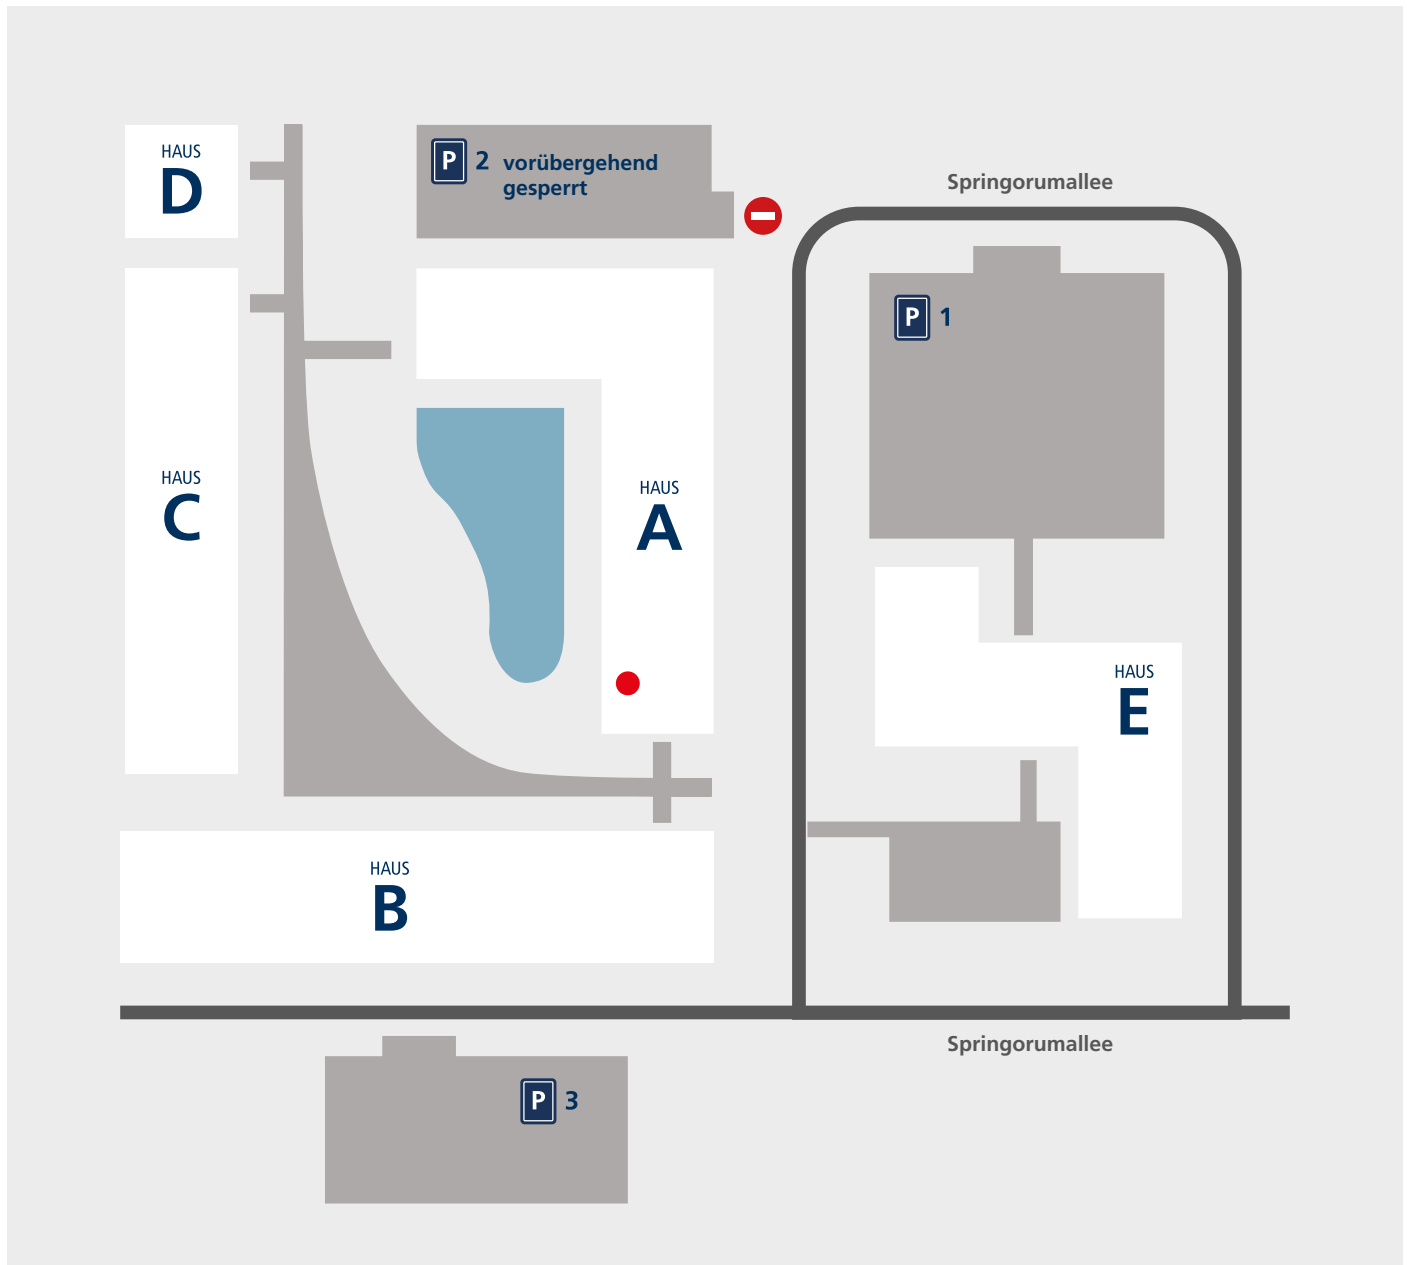 HAUS
D
P 2 vorübergehend
gesperrt
Springorumallee
P 1
HAUS
C
HAUS
A
HAUS
E
HAUS
B
Springorumallee
P 3